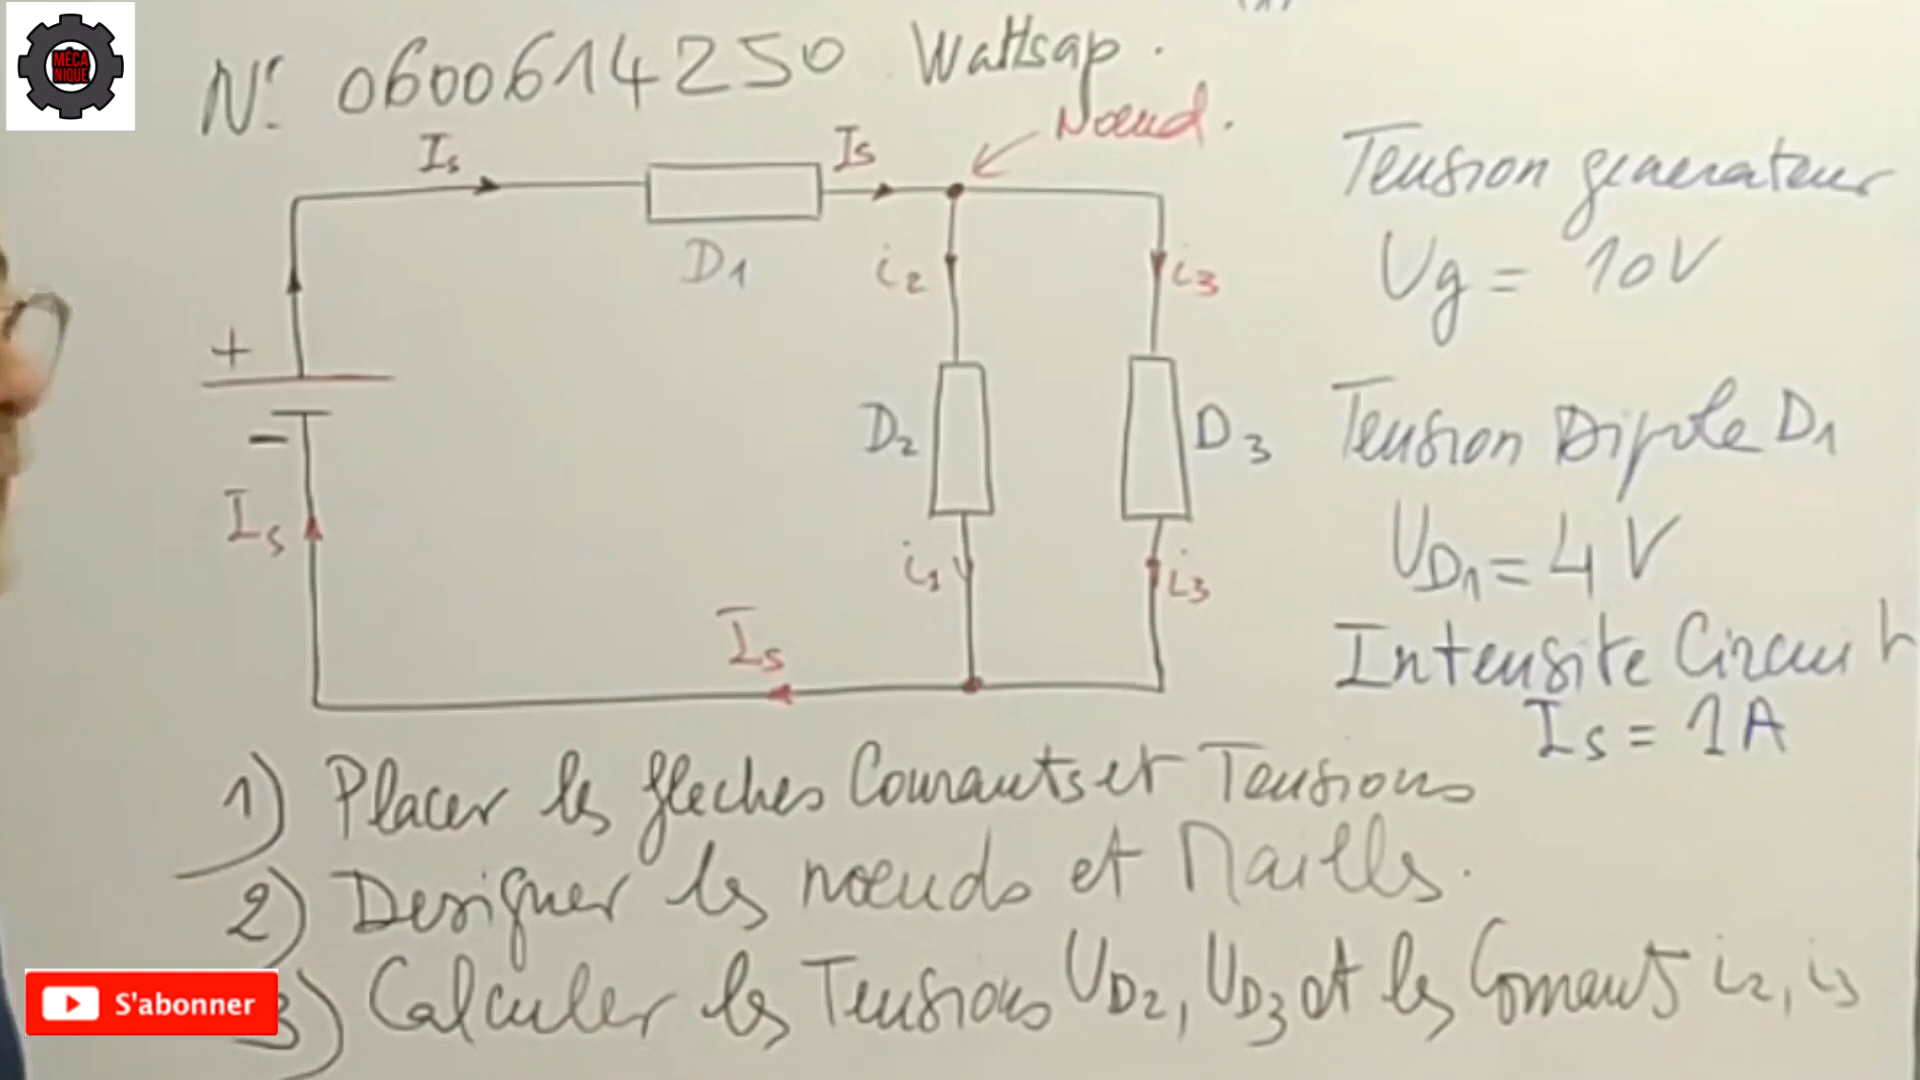 MÉCA
NIQUE
N° 0600614250 Wattsap.
Noeud.
Is
Is
D1
i2
i3
+
-
D2
D3
Is
i1
i3
Is
Tension generateur
Ug = 10V
Tension Dipole D1
UD1 = 4 V
Intensite Circuit
Is = 1A
1) Placer les fleches Courants et Tensions
2) Designer les noeuds et Mailles.
3) Calculer les Tensions UD2, UD3 et les Courants i2, i3
S'abonner